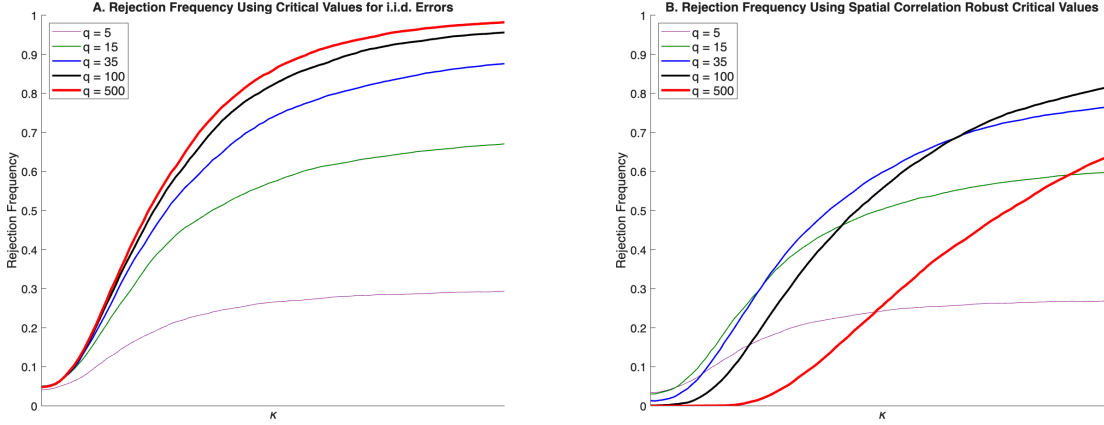 A. Rejection Frequency Using Critical Values for i.i.d. Errors
1
0.9
0.8
0.7
0.6
0.5
0.4
0.3
0.2
0.1
0
Rejection Frequency
q = 5
q = 15
q = 35
q = 100
q = 500
κ
B. Rejection Frequency Using Spatial Correlation Robust Critical Values
1
0.9
0.8
0.7
0.6
0.5
0.4
0.3
0.2
0.1
0
Rejection Frequency
q = 5
q = 15
q = 35
q = 100
q = 500
κ